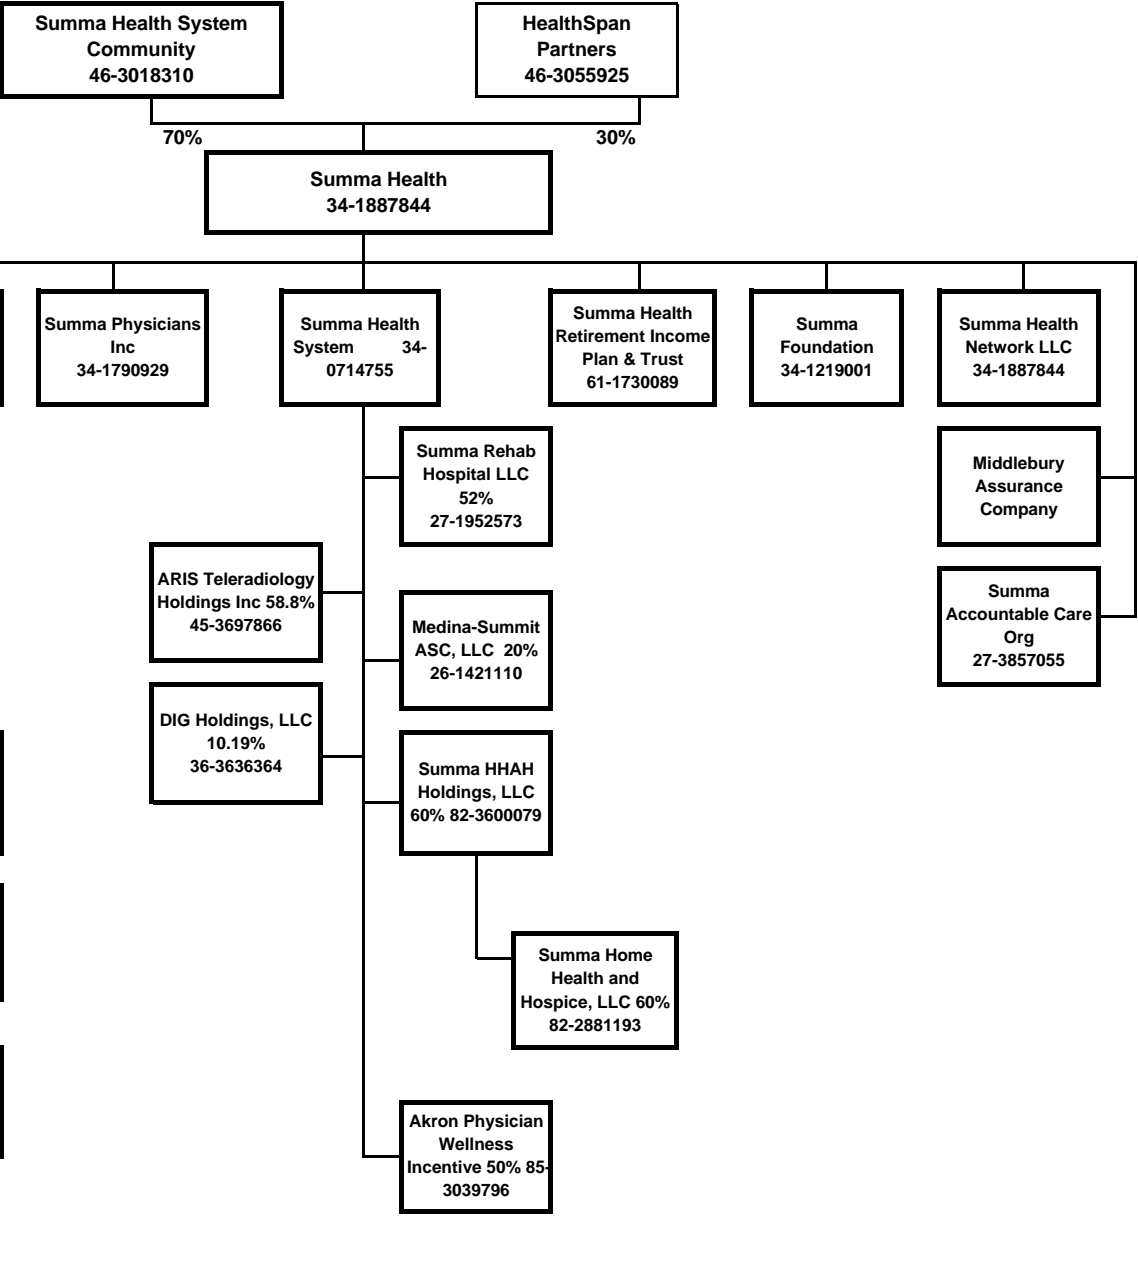 Summa Health System
Community
46-3018310
HealthSpan
Partners
46-3055925
70%
30%
Summa Health
34-1887844
Summa Physicians
Inc
34-1790929
Summa Health
System 34-
0714755
Summa Health
Retirement Income
Plan & Trust
61-1730089
Summa
Foundation
34-1219001
Summa Health
Network LLC
34-1887844
Summa Rehab
Hospital LLC
52%
27-1952573
Middlebury
Assurance
Company
ARIS Teleradiology
Holdings Inc 58.8%
45-3697866
Medina-Summit
ASC, LLC 20%
26-1421110
Summa
Accountable Care
Org
27-3857055
DIG Holdings, LLC
10.19%
36-3636364
Summa HHAH
Holdings, LLC
60% 82-3600079
Summa Home
Health and
Hospice, LLC 60%
82-2881193
Akron Physician
Wellness
Incentive 50% 85-
3039796